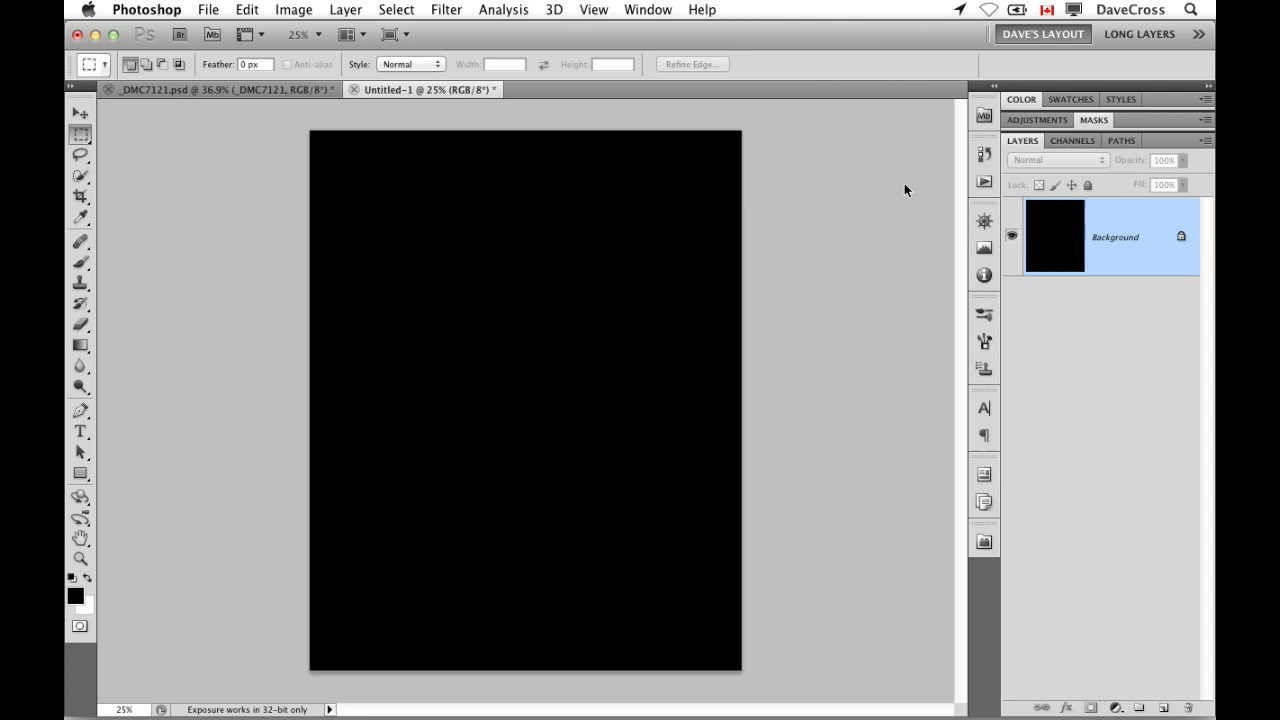 Photoshop File Edit Image Layer Select Filter Analysis 3D View Window Help DaveCross
Ps Br Mb 25% DAVE'S LAYOUT LONG LAYERS
Feather: 0 px Anti-alias Style: Normal Width: Height: Refine Edge...
_DMC7121.psd @ 36.9% (_DMC7121, RGB/8*) * Untitled-1 @ 25% (RGB/8*) *
COLOR SWATCHES STYLES
Mb
ADJUSTMENTS MASKS
LAYERS CHANNELS PATHS
Normal Opacity: 100%
Lock: Fill: 100%
Background
25% Exposure works in 32-bit only